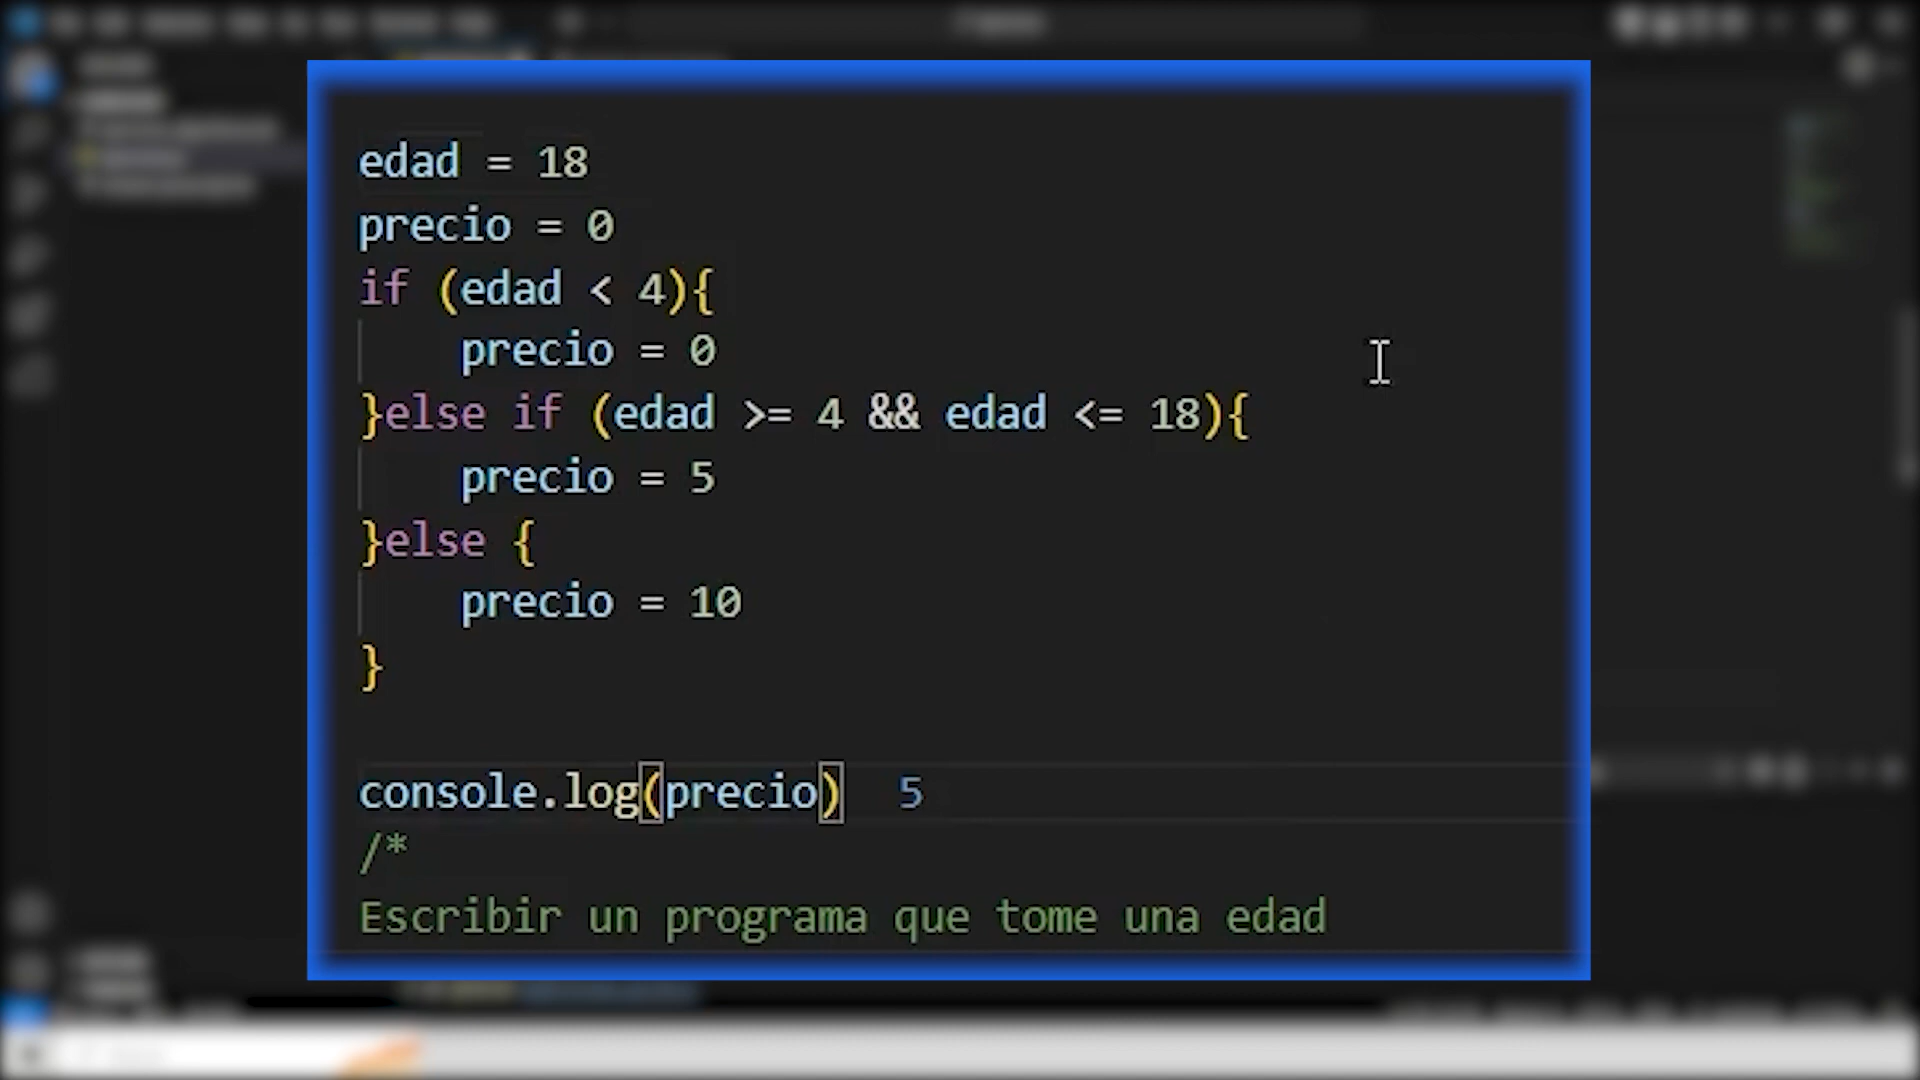 edad = 18
precio = 0
if (edad < 4){
    precio = 0
}else if (edad >= 4 && edad <= 18){
    precio = 5
}else {
    precio = 10
}
console.log(precio)  5
/*
Escribir un programa que tome una edad